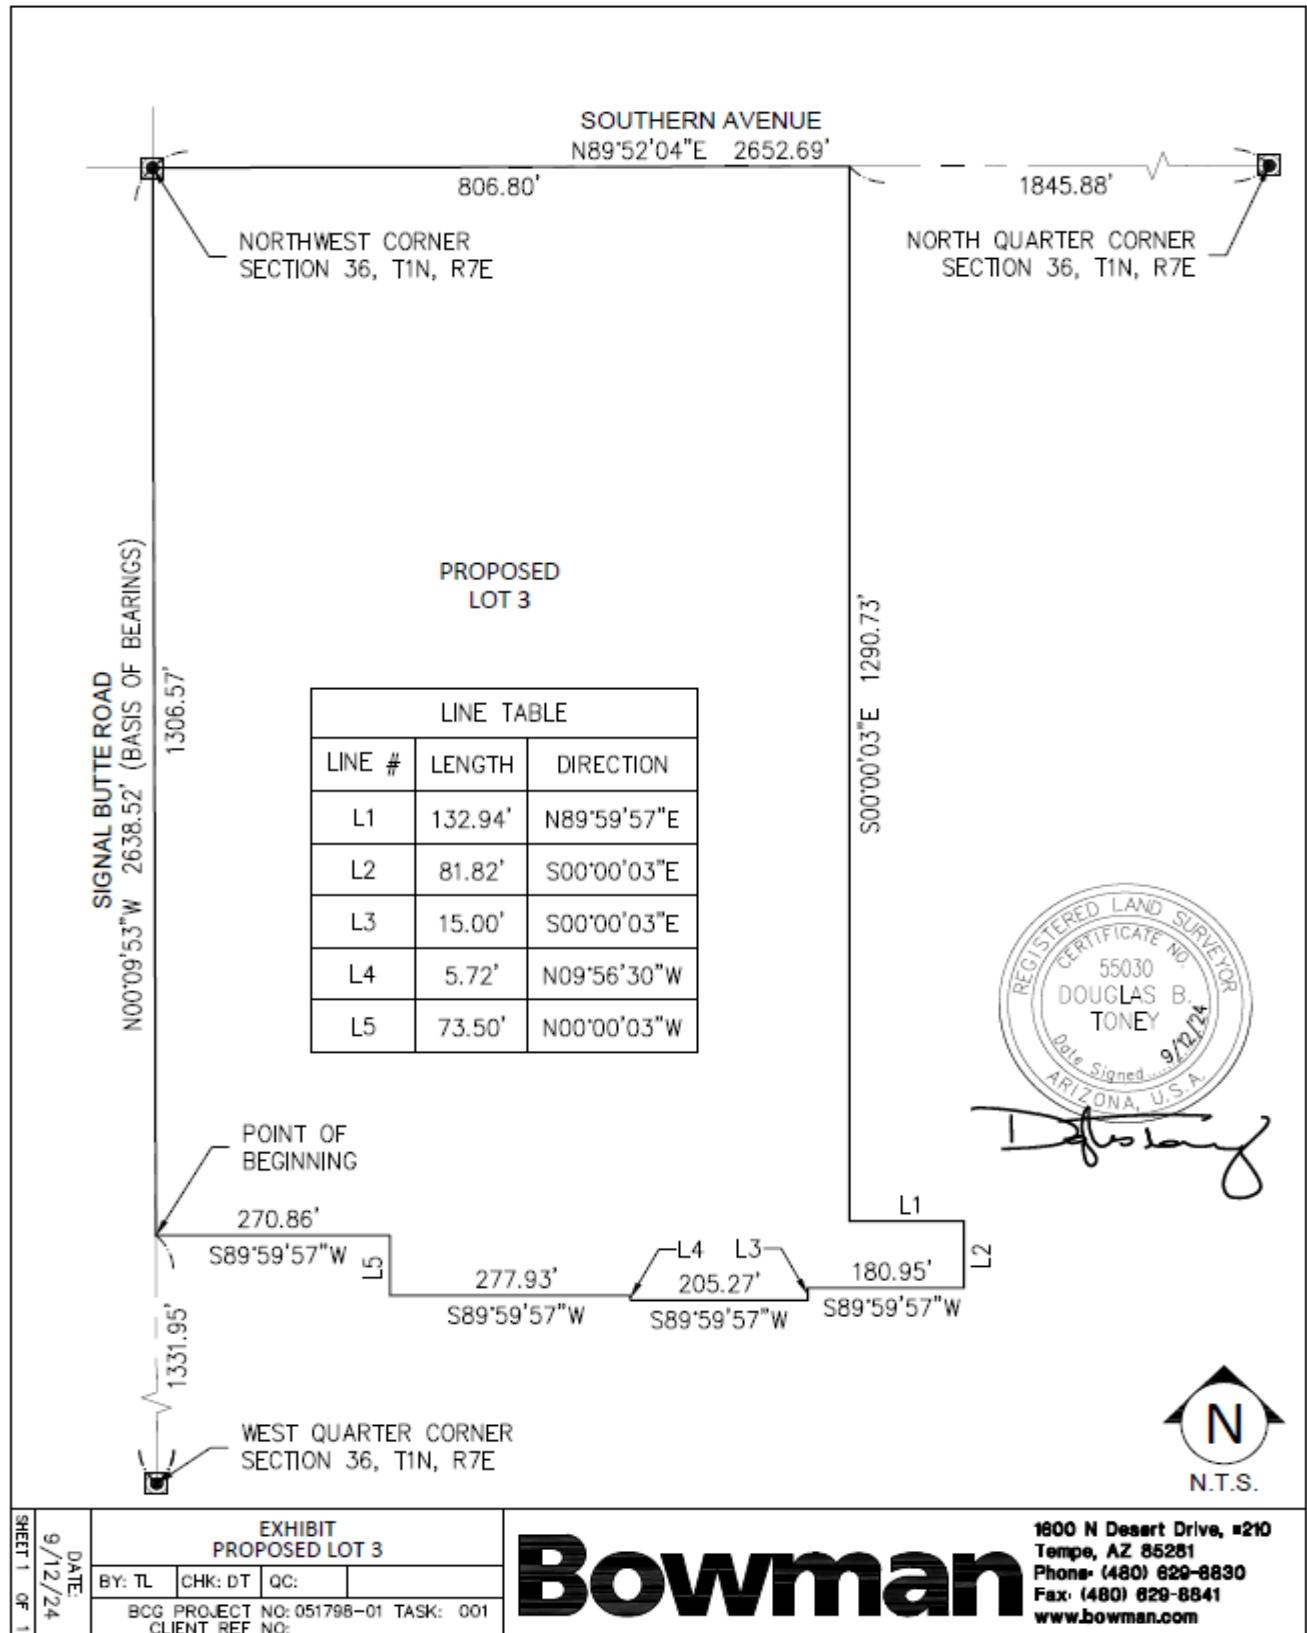 SOUTHERN AVENUE
N89°52'04"E 2652.69'
806.80'
1845.88'
NORTHWEST CORNER
SECTION 36, T1N, R7E
NORTH QUARTER CORNER
SECTION 36, T1N, R7E
SIGNAL BUTTE ROAD
N00°09'53"W 2638.52' (BASIS OF BEARINGS)
1306.57'
PROPOSED
LOT 3
S00°00'03"E 1290.73'
LINE TABLE
LINE # LENGTH DIRECTION
L1 132.94' N89°59'57"E
L2 81.82' S00°00'03"E
L3 15.00' S00°00'03"E
L4 5.72' N09°56'30"W
L5 73.50' N00°00'03"W
REGISTERED LAND SURVEYOR
CERTIFICATE NO.
55030
DOUGLAS B.
TONEY
Date Signed....9/12/24
ARIZONA, U.S.A.
POINT OF
BEGINNING
270.86'
S89°59'57"W
L5
277.93'
S89°59'57"W
L4
L3
205.27'
S89°59'57"W
L1
L2
180.95'
S89°59'57"W
1331.95'
WEST QUARTER CORNER
SECTION 36, T1N, R7E
N
N.T.S.
SHEET 1 OF 1
DATE:
9/12/24
EXHIBIT
PROPOSED LOT 3
BY: TL CHK: DT QC:
BCG PROJECT NO: 051798-01 TASK: 001
CLIENT REF NO:
Bowman
1600 N Desert Drive, #210
Tempe, AZ 85281
Phone: (480) 629-8830
Fax: (480) 629-8841
www.bowman.com